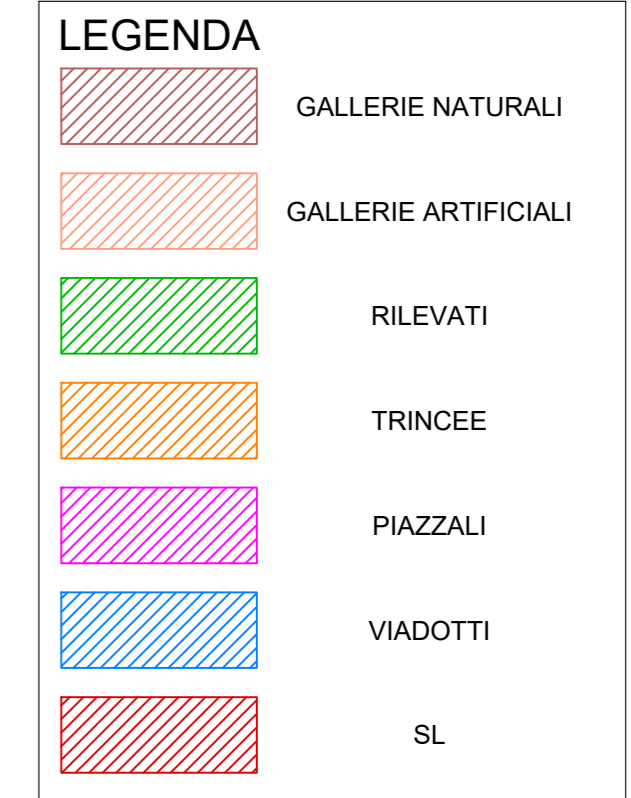 LEGENDA
GALLERIE NATURALI
GALLERIE ARTIFICIALI
RILEVATI
TRINCEE
PIAZZALI
VIADOTTI
SL